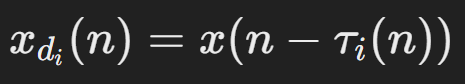 x_{d_i}(n) = x(n − τ_i(n))